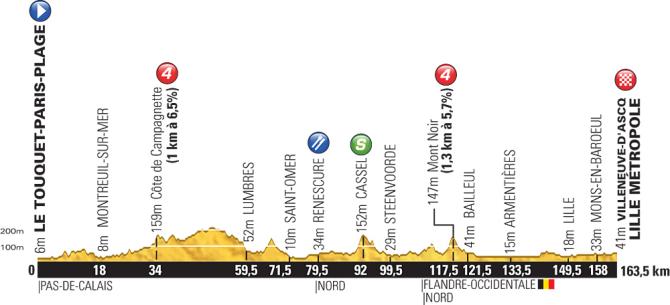 200m
100m
6m LE TOUQUET-PARIS-PLAGE
8m MONTREUIL-SUR-MER
4
159m Côte de Campagnette
(1 km à 6,5%)
52m LUMBRES
10m SAINT-OMER
34m RENESCURE
S
152m CASSEL
29m STEENVOORDE
4
147m Mont Noir
(1,3 km à 5,7%)
41m BAILLEUL
15m ARMENTIÈRES
18m LILLE
33m MONS-EN-BAROEUL
41m VILLENEUVE-D'ASCQ
LILLE MÉTROPOLE
0 18 34 59,5 71,5 79,5 92 99,5 117,5 121,5 133,5 149,5 158 163,5 km
PAS-DE-CALAIS NORD FLANDRE-OCCIDENTALE
NORD